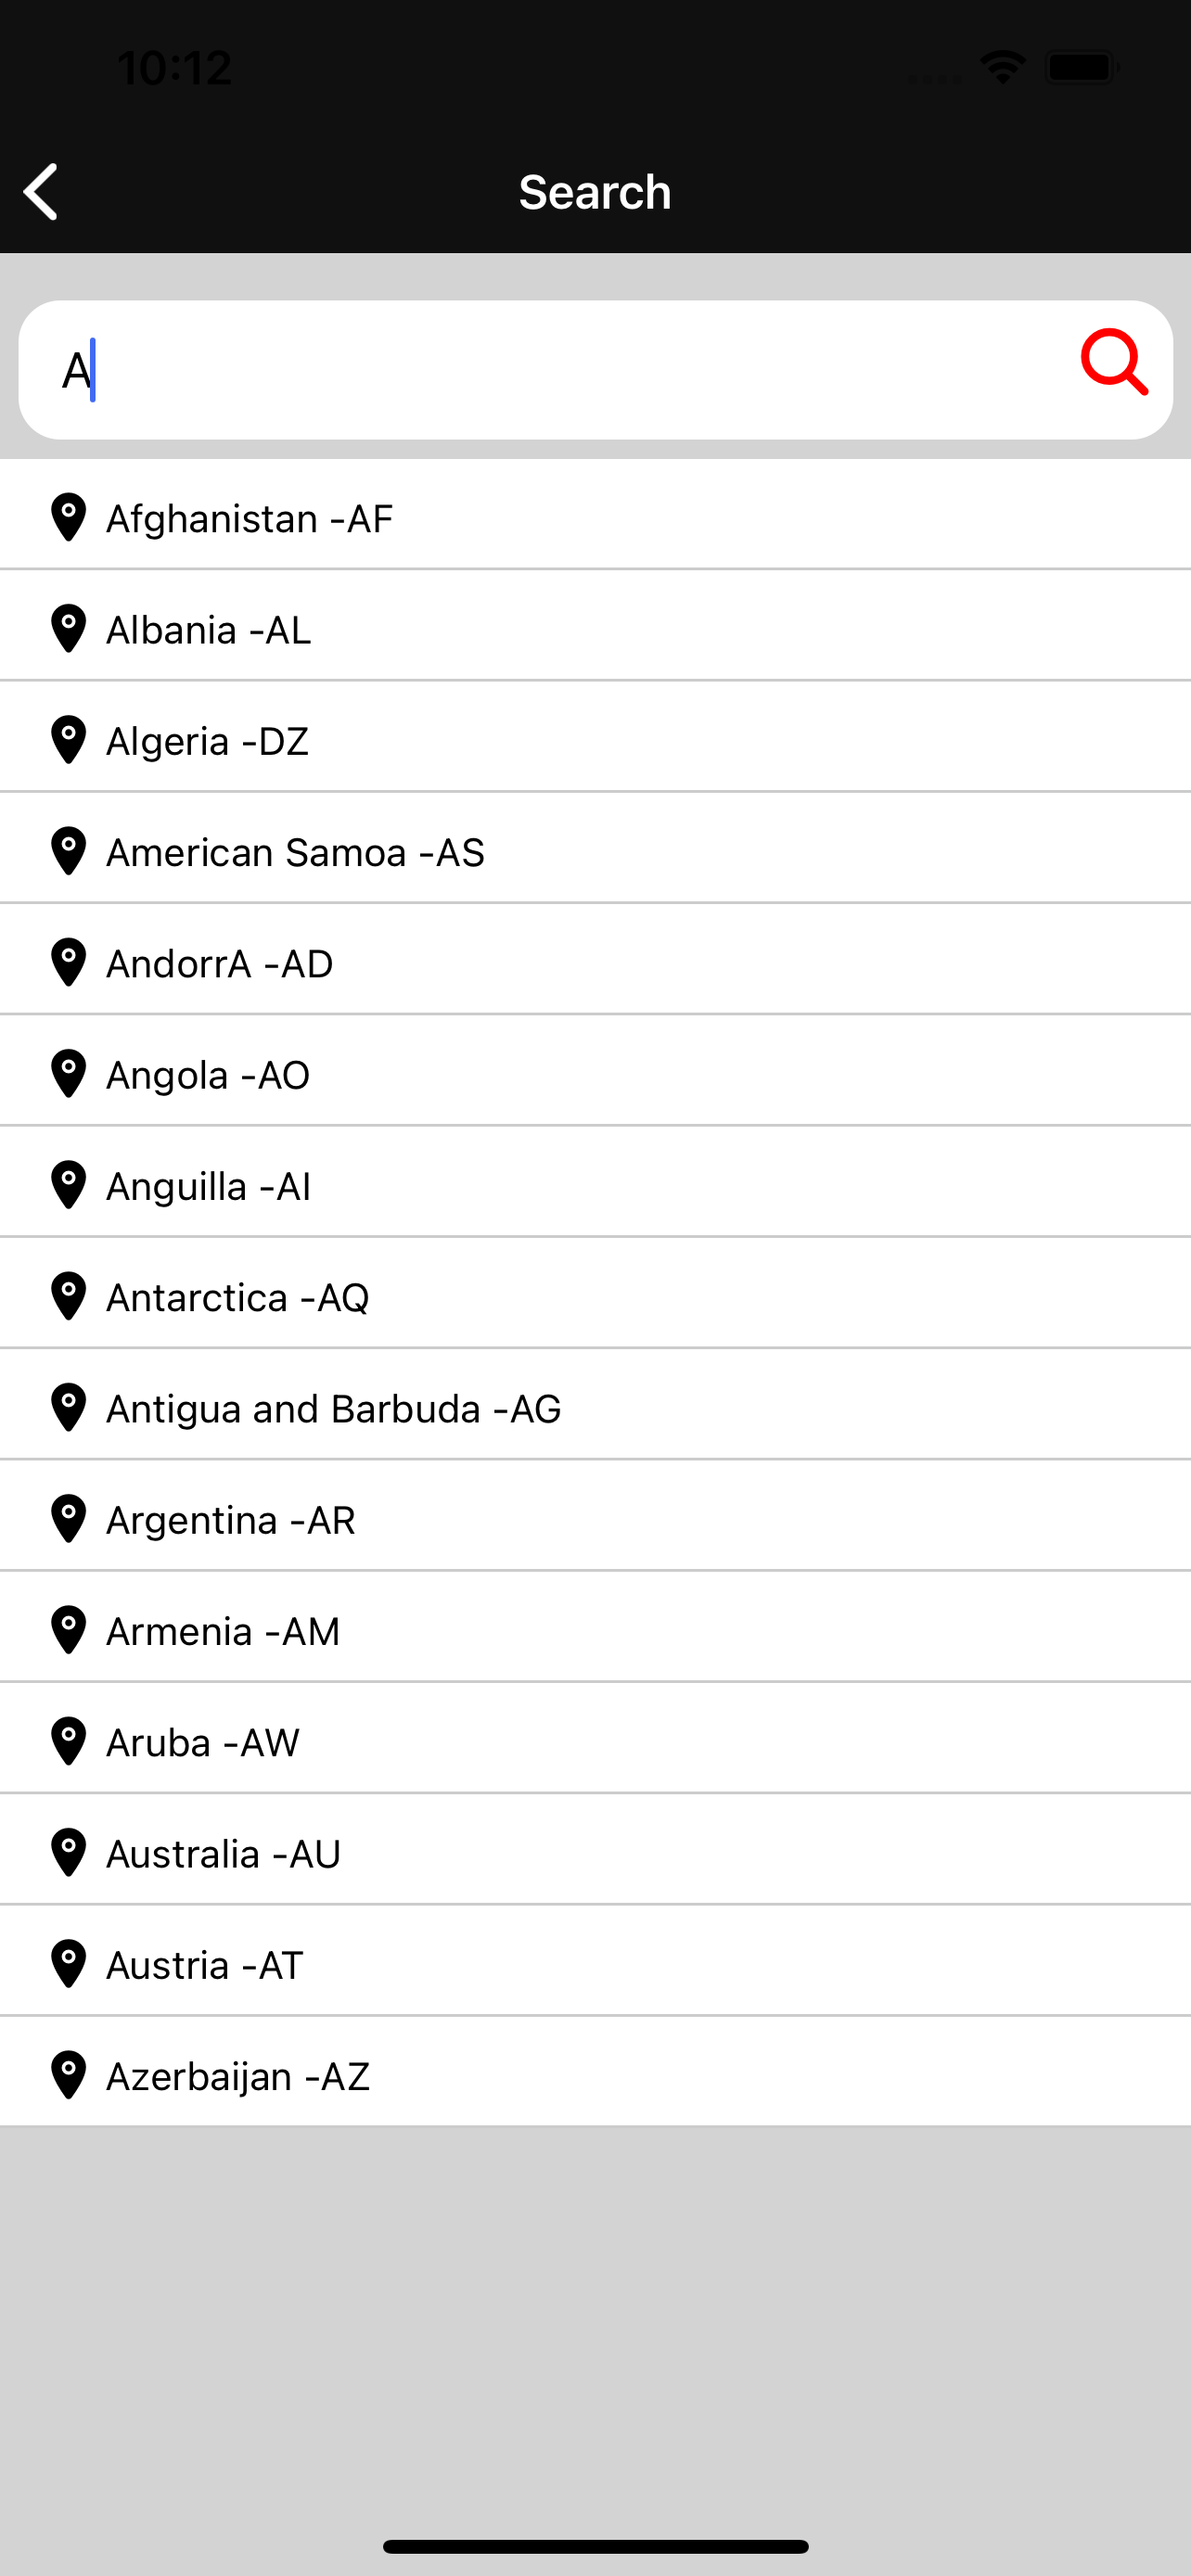 10:12
Search
A
Afghanistan -AF
Albania -AL
Algeria -DZ
American Samoa -AS
AndorrA -AD
Angola -AO
Anguilla -AI
Antarctica -AQ
Antigua and Barbuda -AG
Argentina -AR
Armenia -AM
Aruba -AW
Australia -AU
Austria -AT
Azerbaijan -AZ